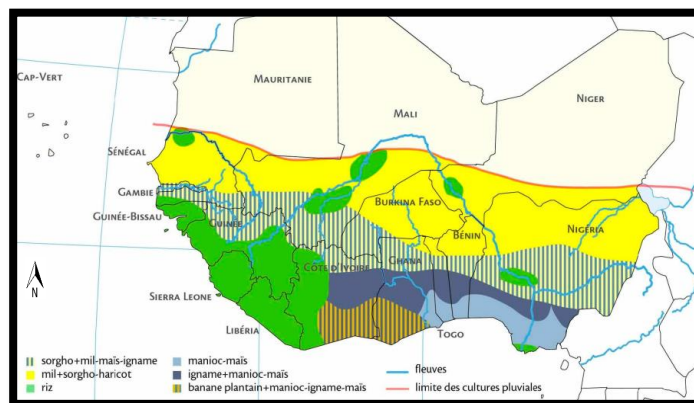 CAP-VERT
MAURITANIE
MALI
NIGER
SÉNÉGAL
GAMBIE
GUINÉE-BISSAU
GUINÉE
BURKINA FASO
BÉNIN
NIGÉRIA
CÔTE D'IVOIRE
GHANA
SIERRA LEONE
LIBÉRIA
TOGO
N
sorgho+mil-maïs-igname
mil+sorgho-haricot
riz
manioc-maïs
igname+manioc-maïs
banane plantain+manioc-igname-maïs
fleuves
limite des cultures pluviales